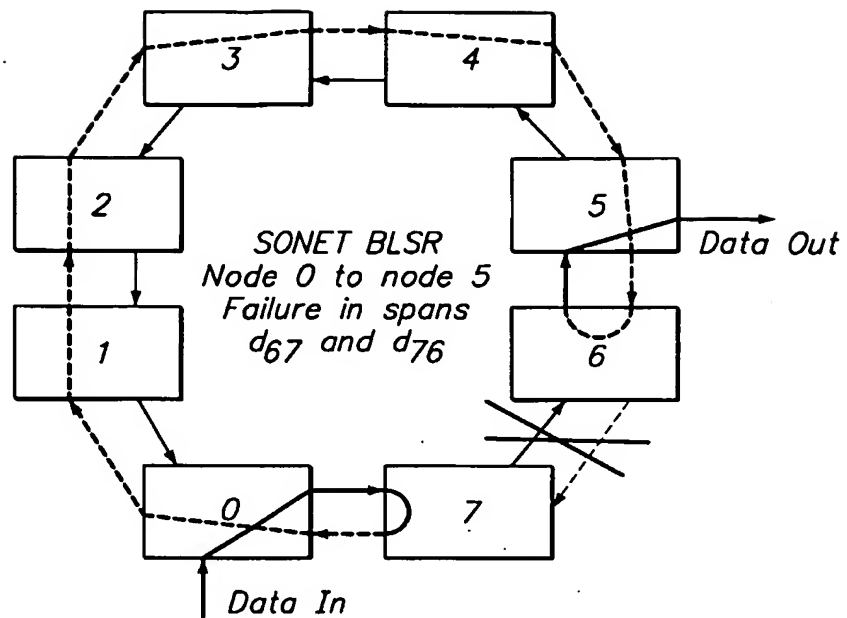 3
4
2
5
SONET BLSR
Node 0 to node 5
Failure in spans
d67 and d76
Data Out
1
6
0
7
Data In